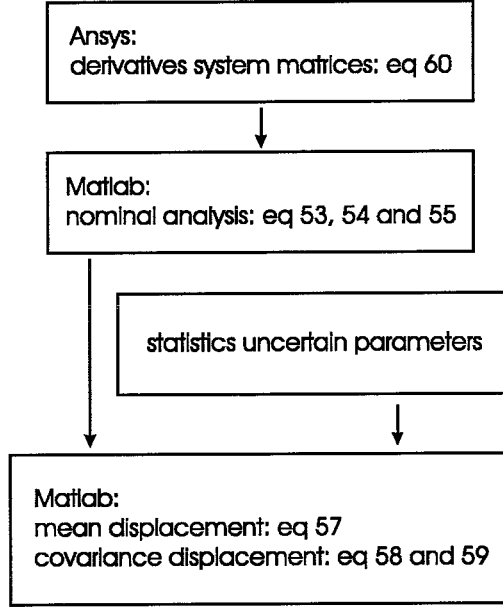 Ansys:
derivatives system matrices: eq 60
Matlab:
nominal analysis: eq 53, 54 and 55
statistics uncertain parameters
Matlab:
mean displacement: eq 57
covariance displacement: eq 58 and 59